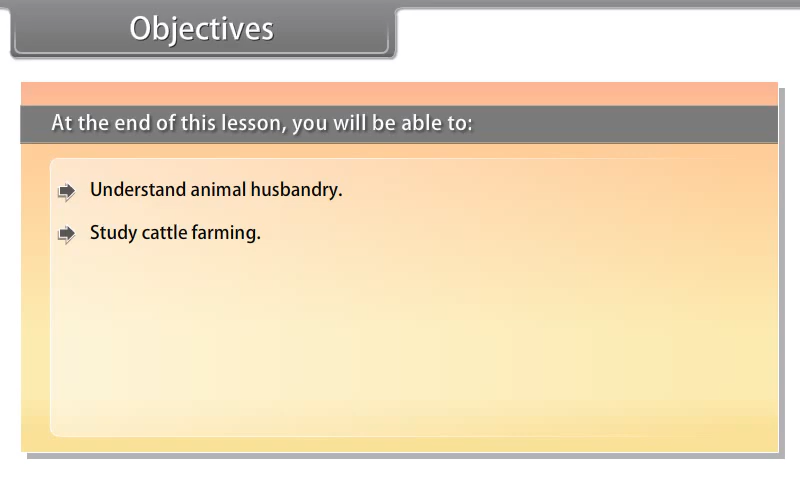 Objectives
At the end of this lesson, you will be able to:
Understand animal husbandry.
Study cattle farming.